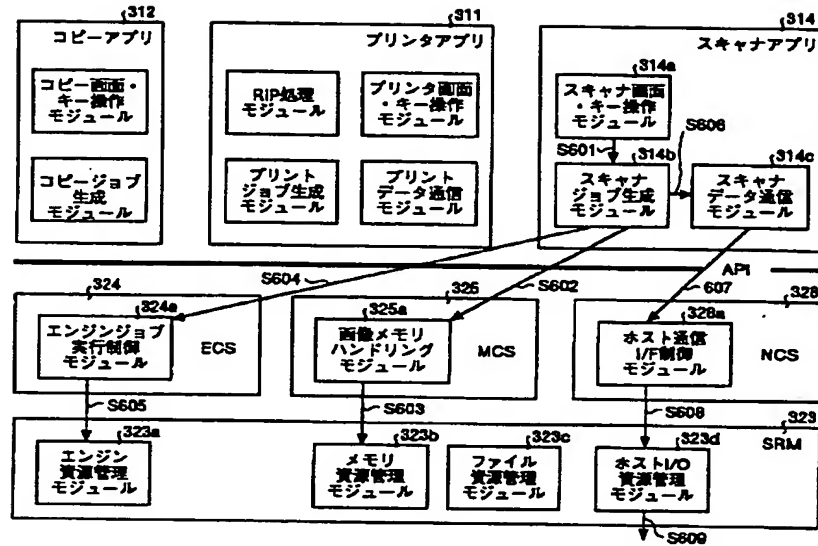 312
コピーアプリ
コピー画面・
キー操作
モジュール
コピージョブ
生成
モジュール
311
プリンタアプリ
RIP処理
モジュール
プリンタ画面
・キー操作
モジュール
プリント
ジョブ生成
モジュール
プリント
データ通信
モジュール
314
スキャナアプリ
314a
スキャナ画面
・キー操作
モジュール
S601
S606
314b
スキャナ
ジョブ生成
モジュール
314c
スキャナ
データ通信
モジュール
API
S604
S602
607
324
324a
エンジンジョブ
実行制御
モジュール
ECS
325
325a
画像メモリ
ハンドリング
モジュール
MCS
328
328a
ホスト通信
I/F制御
モジュール
NCS
S605
S603
S608
323
SRM
323a
エンジン
資源管理
モジュール
323b
メモリ
資源管理
モジュール
323c
ファイル
資源管理
モジュール
323d
ホストI/O
資源管理
モジュール
S609